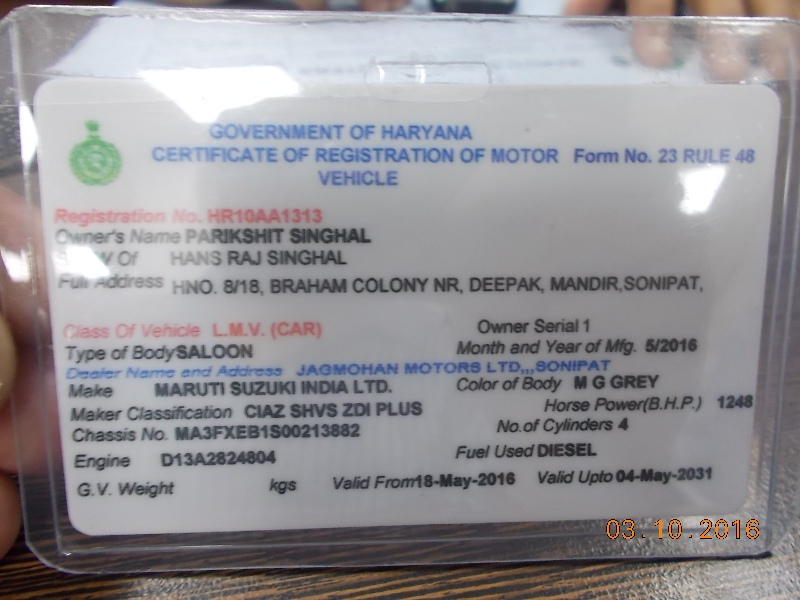 GOVERNMENT OF HARYANA
CERTIFICATE OF REGISTRATION OF MOTOR Form No. 23 RULE 48
VEHICLE
Registration No. HR10AA1313
Owner's Name PARIKSHIT SINGHAL
Of HANS RAJ SINGHAL
Full Address HNO. 8/18, BRAHAM COLONY NR, DEEPAK, MANDIR,SONIPAT,
Class Of Vehicle L.M.V. (CAR) Owner Serial 1
Type of Body SALOON Month and Year of Mfg. 5/2016
Dealer Name and Address JAGMOHAN MOTORS LTD,,,SONIPAT
Make MARUTI SUZUKI INDIA LTD. Color of Body M G GREY
Maker Classification CIAZ SHVS ZDI PLUS Horse Power(B.H.P.) 1248
Chassis No. MA3FXEB1S00213882 No.of Cylinders 4
Engine D13A2824804 Fuel Used DIESEL
G.V. Weight kgs Valid From 18-May-2016 Valid Upto 04-May-2031
03.10.2016